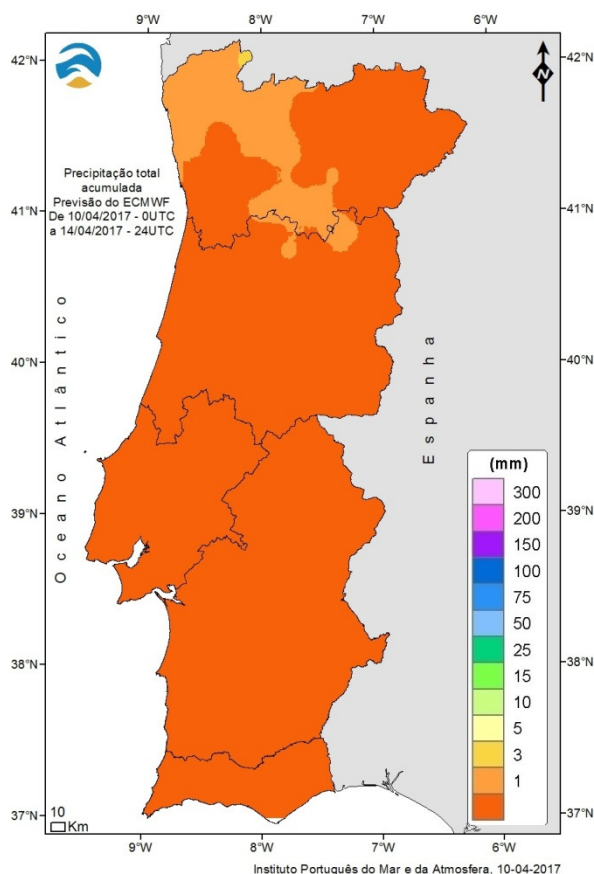 9°W
8°W
7°W
6°W
42°N
42°N
Precipitação total
acumulada
Previsão do ECMWF
De 10/04/2017 - 0UTC
a 14/04/2017 - 24UTC
N
41°N
41°N
40°N
40°N
Oceano Atlântico
Espanha
(mm)
300
200
150
100
75
50
25
15
10
5
3
1
39°N
39°N
38°N
38°N
37°N
37°N
10
Km
9°W
8°W
7°W
6°W
Instituto Português do Mar e da Atmosfera, 10-04-2017